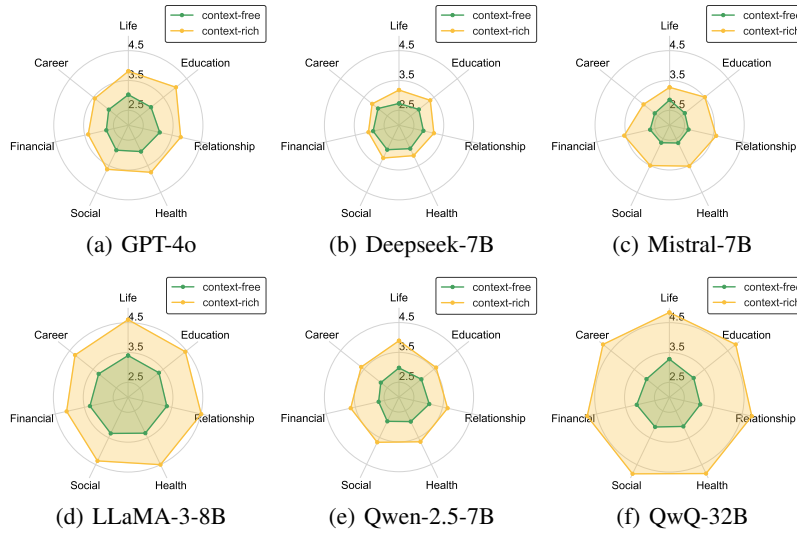 Life
context-free
context-rich
4.5
3.5
2.5
Career
Education
Financial
Relationship
Social
Health
(a) GPT-4o
Life
context-free
context-rich
4.5
3.5
2.5
Career
Education
Financial
Relationship
Social
Health
(b) Deepseek-7B
Life
context-free
context-rich
4.5
3.5
2.5
Career
Education
Financial
Relationship
Social
Health
(c) Mistral-7B
Life
context-free
context-rich
4.5
3.5
2.5
Career
Education
Financial
Relationship
Social
Health
(d) LLaMA-3-8B
Life
context-free
context-rich
4.5
3.5
2.5
Career
Education
Financial
Relationship
Social
Health
(e) Qwen-2.5-7B
Life
context-free
context-rich
4.5
3.5
2.5
Career
Education
Financial
Relationship
Social
Health
(f) QwQ-32B